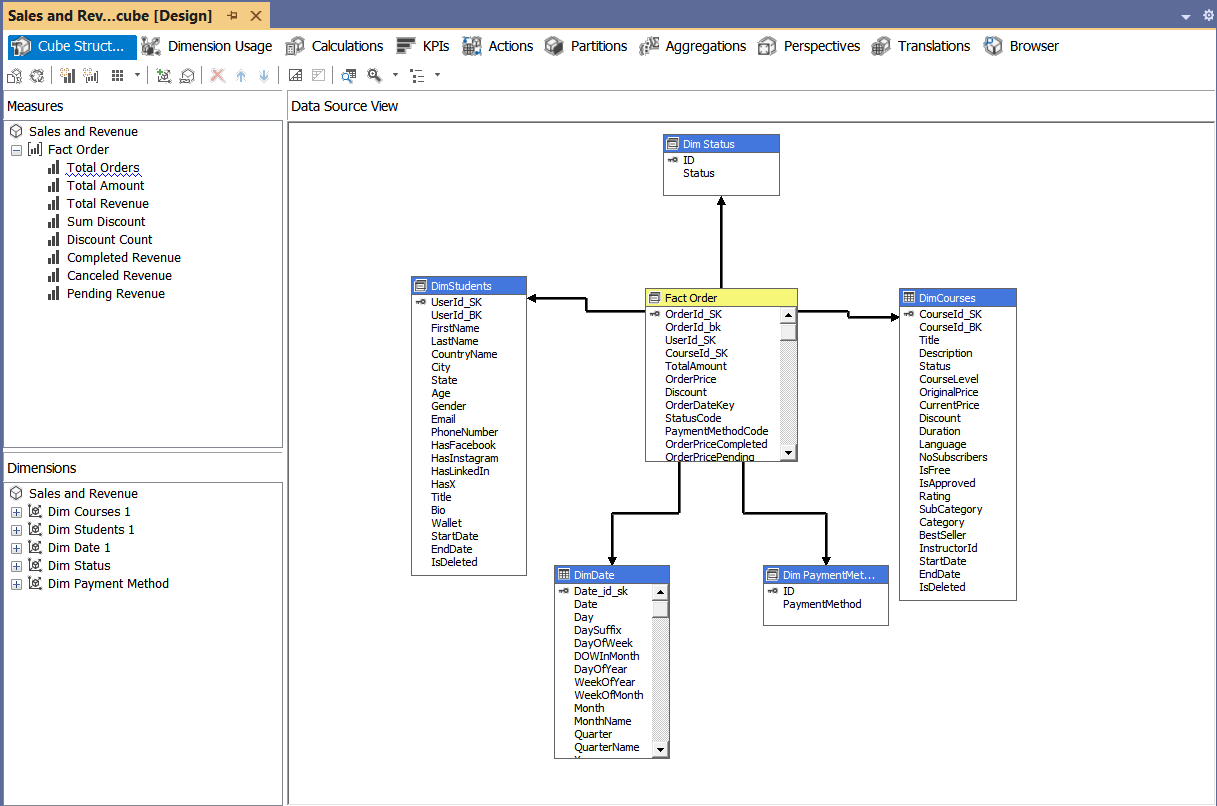 Sales and Rev...cube [Design]
Cube Struct... Dimension Usage Calculations KPIs Actions Partitions Aggregations Perspectives Translations Browser
Measures
Sales and Revenue
Fact Order
Total Orders
Total Amount
Total Revenue
Sum Discount
Discount Count
Completed Revenue
Canceled Revenue
Pending Revenue
Dimensions
Sales and Revenue
Dim Courses 1
Dim Students 1
Dim Date 1
Dim Status
Dim Payment Method
Data Source View
Dim Status
ID
Status
DimStudents
UserId_SK
UserId_BK
FirstName
LastName
CountryName
City
State
Age
Gender
Email
PhoneNumber
HasFacebook
HasInstagram
HasLinkedIn
HasX
Title
Bio
Wallet
StartDate
EndDate
IsDeleted
Fact Order
OrderId_SK
OrderId_bk
UserId_SK
CourseId_SK
TotalAmount
OrderPrice
Discount
OrderDateKey
StatusCode
PaymentMethodCode
OrderPriceCompleted
OrderPricePending
DimCourses
CourseId_SK
CourseId_BK
Title
Description
Status
CourseLevel
OriginalPrice
CurrentPrice
Discount
Duration
Language
NoSubscribers
IsFree
IsApproved
Rating
SubCategory
Category
BestSeller
InstructorId
StartDate
EndDate
IsDeleted
DimDate
Date_id_sk
Date
Day
DaySuffix
DayOfWeek
DOWInMonth
DayOfYear
WeekOfYear
WeekOfMonth
Month
MonthName
Quarter
QuarterName
Dim PaymentMet...
ID
PaymentMethod